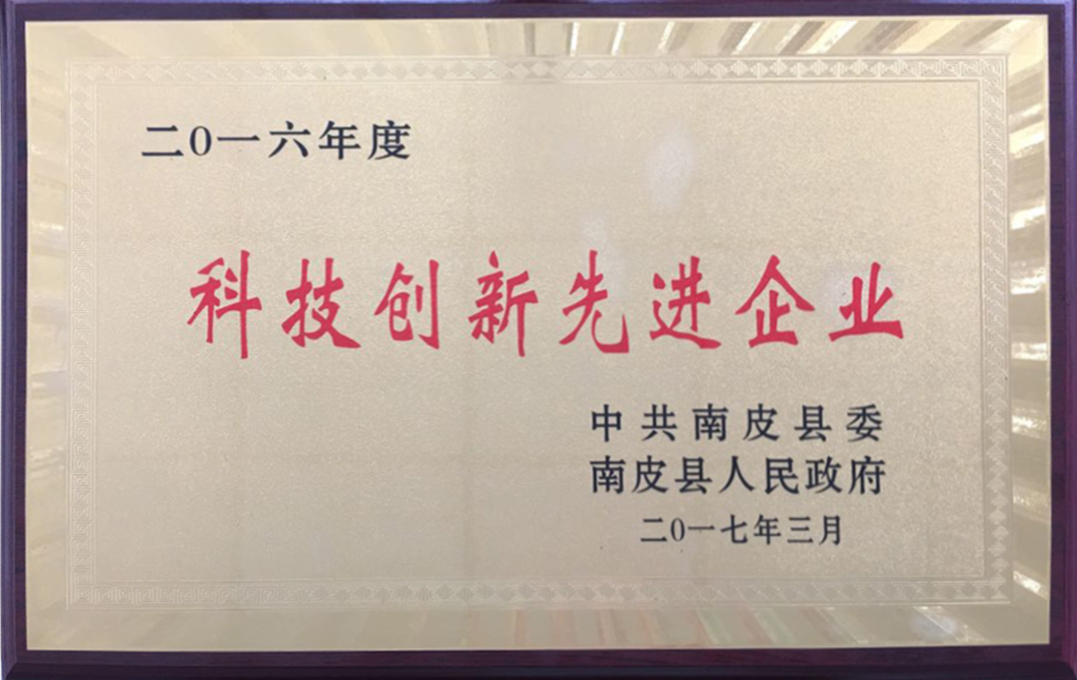 二0一六年度
科技创新先进企业
中共南皮县委
南皮县人民政府
二0一七年三月